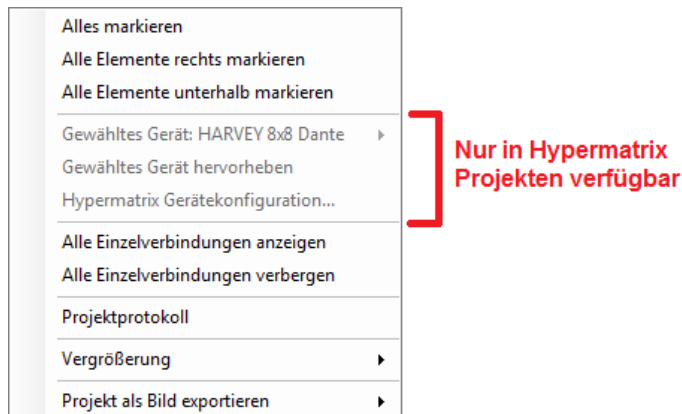 Alles markieren
Alle Elemente rechts markieren
Alle Elemente unterhalb markieren
Gewähltes Gerät: HARVEY 8x8 Dante
Gewähltes Gerät hervorheben
Hypermatrix Gerätekonfiguration...
Nur in Hypermatrix
Projekten verfügbar
Alle Einzelverbindungen anzeigen
Alle Einzelverbindungen verbergen
Projektprotokoll
Vergrößerung
Projekt als Bild exportieren